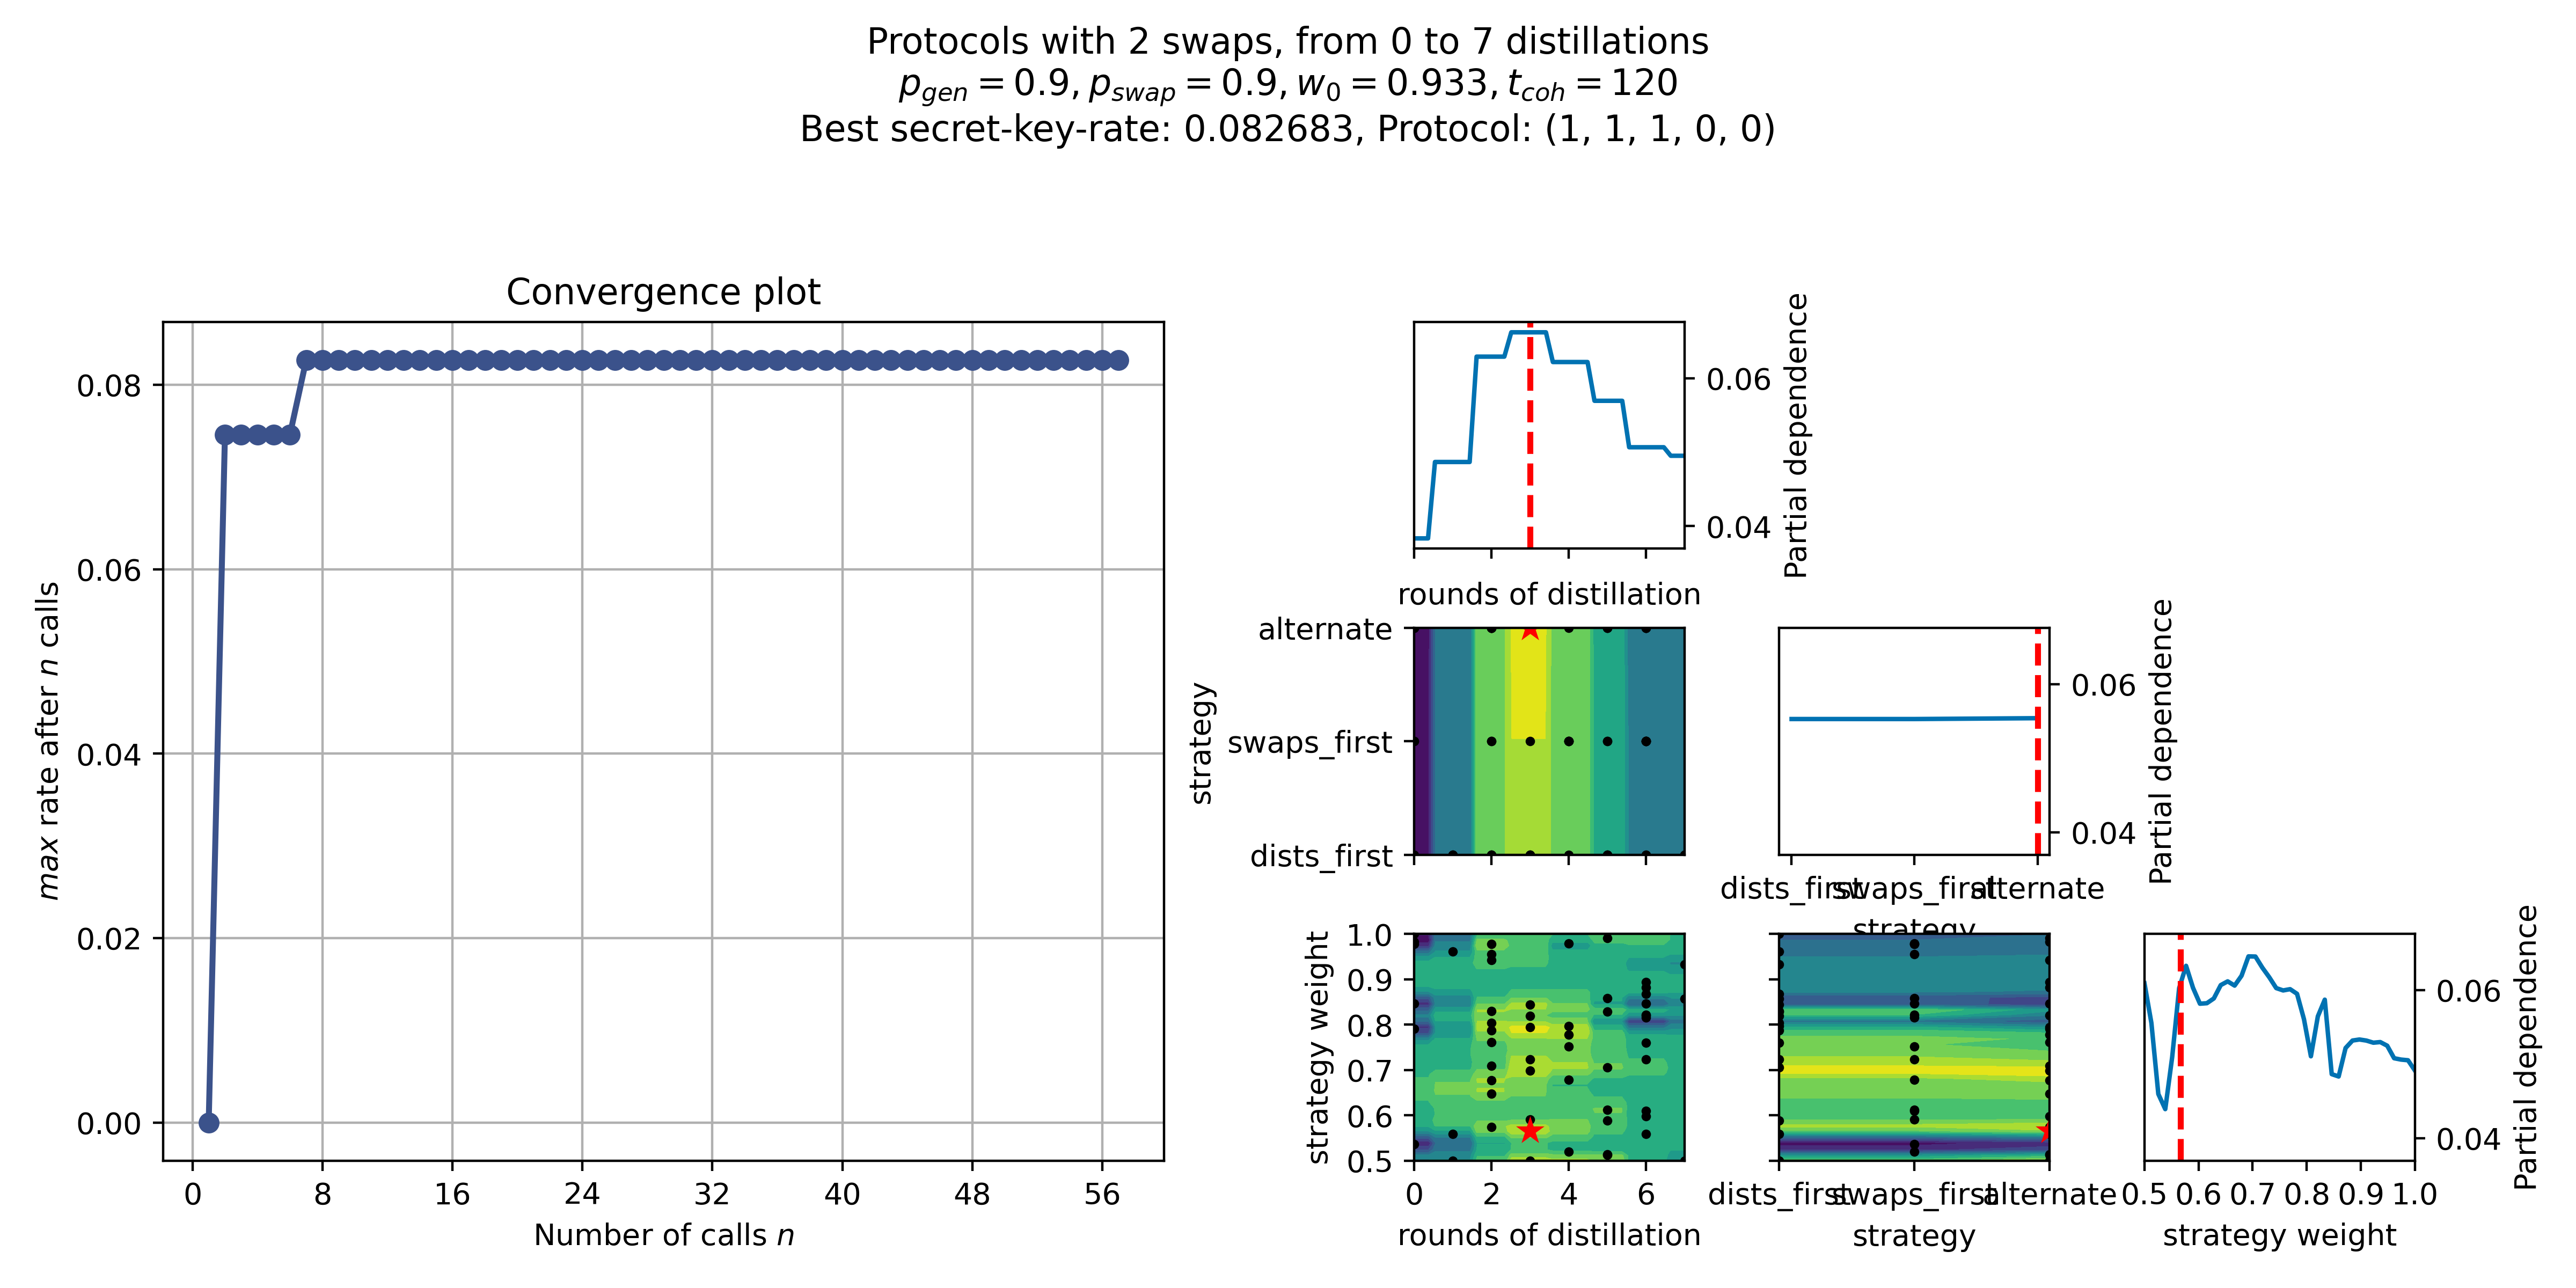 Protocols with 2 swaps, from 0 to 7 distillations
p_gen = 0.9, p_swap = 0.9, w_0 = 0.933, t_coh = 120
Best secret-key-rate: 0.082683, Protocol: (1, 1, 1, 0, 0)
Convergence plot
max rate after n calls
0.08
0.06
0.04
0.02
0.00
0 8 16 24 32 40 48 56
Number of calls n
Partial dependence
0.06
0.04
rounds of distillation
strategy
alternate
swaps_first
dists_first
Partial dependence
0.06
0.04
dists_first swaps_first alternate
strategy
strategy weight
1.0
0.9
0.8
0.7
0.6
0.5
0 2 4 6
rounds of distillation
dists_first swaps_first alternate
strategy
Partial dependence
0.06
0.04
0.5 0.6 0.7 0.8 0.9 1.0
strategy weight